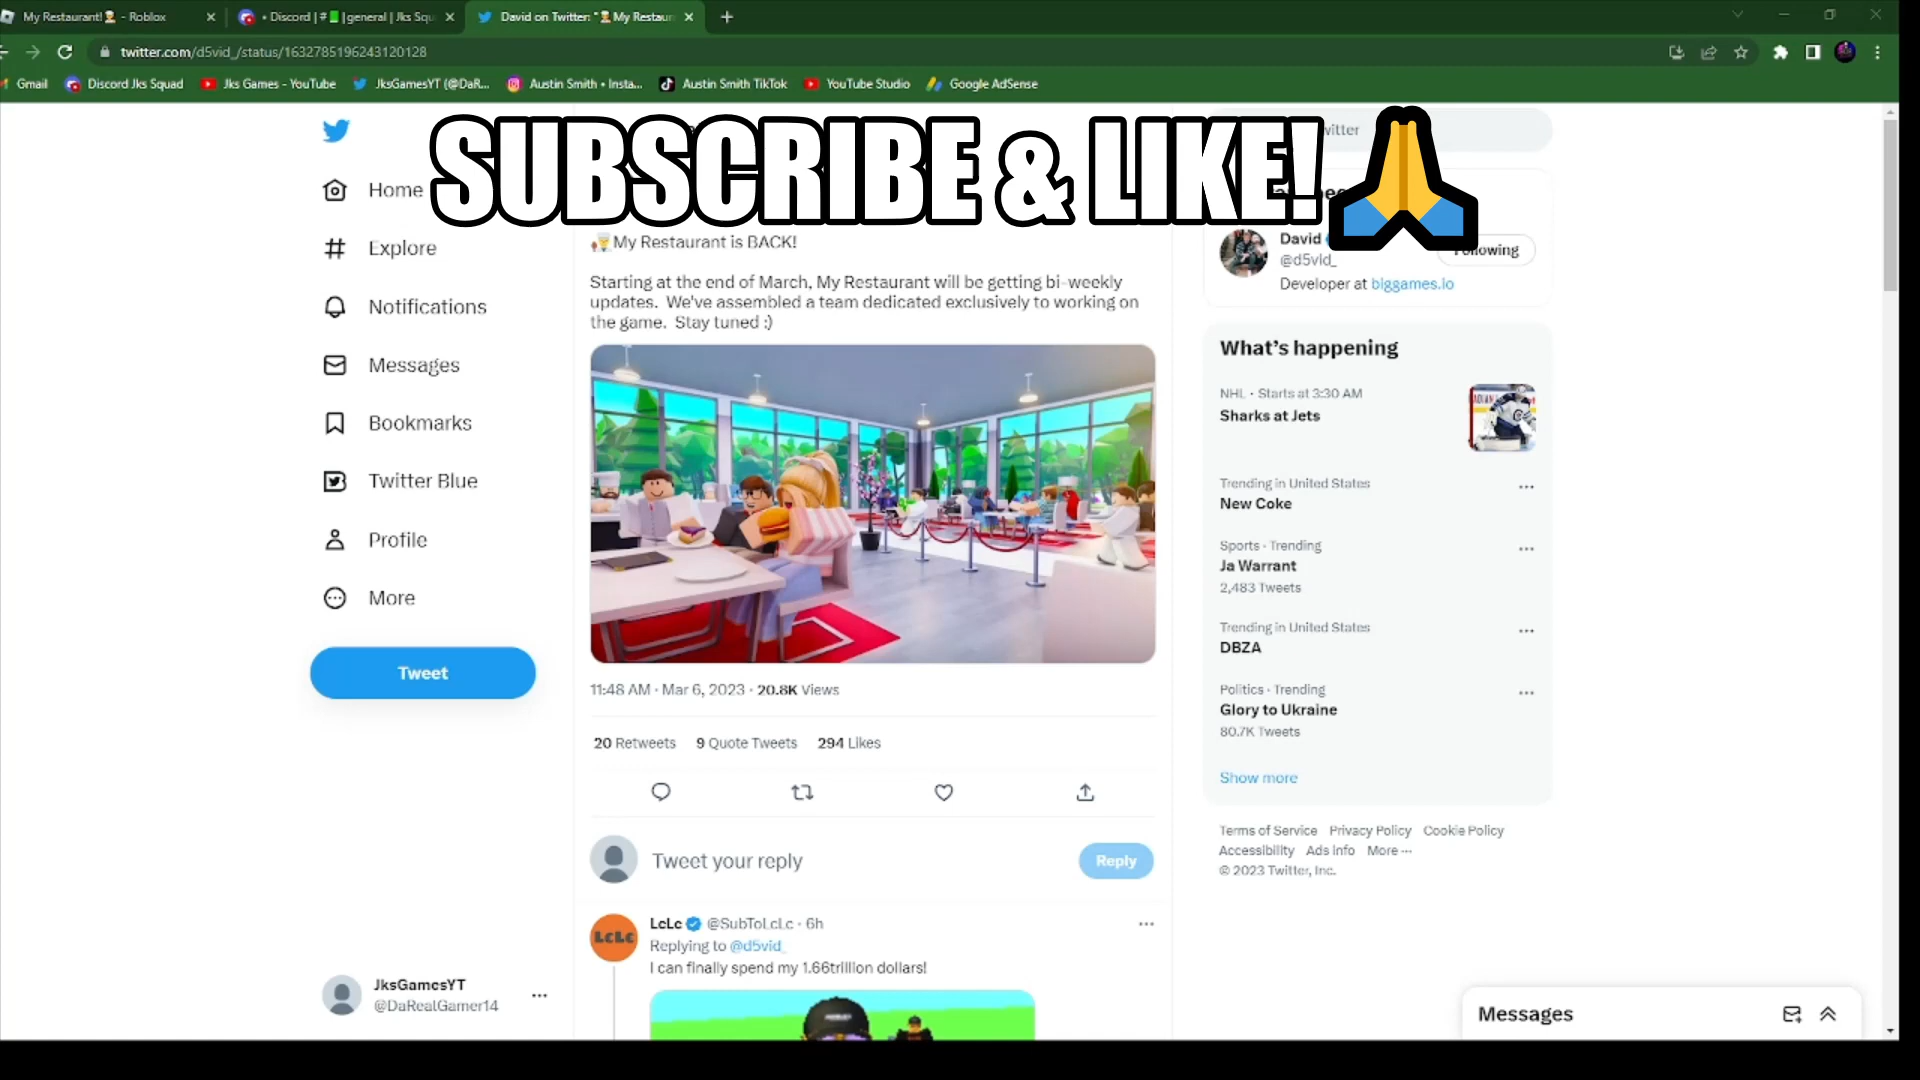 My Restaurant! - Roblox
• Discord | # | general | Jks Squ
David on Twitter: " My Restaur
twitter.com/d5vid_/status/1632785196243120128
Gmail
Discord Jks Squad
Jks Games - YouTube
JksGamesYT (@DaR...
Austin Smith • Insta...
Austin Smith TikTok
YouTube Studio
Google AdSense
SUBSCRIBE & LIKE!
Home
Explore
Notifications
Messages
Bookmarks
Twitter Blue
Profile
More
Tweet
JksGamesYT
@DaRealGamer14
My Restaurant is BACK!
Starting at the end of March, My Restaurant will be getting bi-weekly
updates. We've assembled a team dedicated exclusively to working on
the game. Stay tuned :)
11:48 AM · Mar 6, 2023 · 20.8K Views
20 Retweets 9 Quote Tweets 294 Likes
Tweet your reply
Reply
LcLc @SubToLcLc · 6h
Replying to @d5vid_
I can finally spend my 1.66trillion dollars!
David
@d5vid_
Following
Developer at biggames.io
What's happening
NHL · Starts at 3:30 AM
Sharks at Jets
Trending in United States
New Coke
Sports · Trending
Ja Warrant
2,483 Tweets
Trending in United States
DBZA
Politics · Trending
Glory to Ukraine
80.7K Tweets
Show more
Terms of Service Privacy Policy Cookie Policy
Accessibility Ads info More ···
© 2023 Twitter, Inc.
Messages